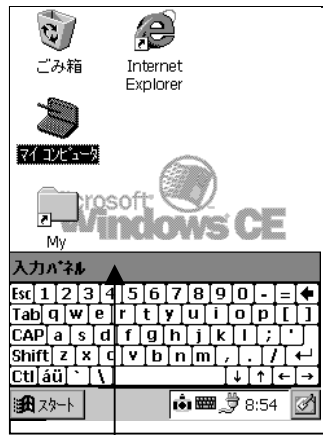 ごみ箱
Internet
Explorer
マイ コンピュータ
Microsoft
Windows CE
My
入力パネル
Esc 1 2 3 4 5 6 7 8 9 0 - = 
Tab q w e r t y u i o p [ ]
CAP a s d f g h j k l ; '
Shift z x c v b n m , . / ↵
Ctl áü ` \ ↓ ↑ ← →
スタート 8:54